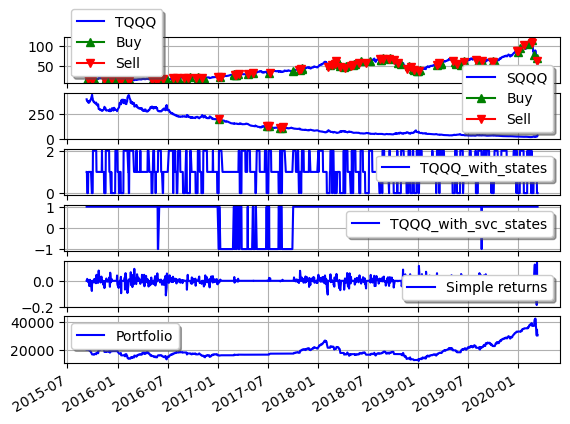 TQQQ
Buy
Sell
100
50
SQQQ
Buy
Sell
250
0
2
0
TQQQ_with_states
1
−1
TQQQ_with_svc_states
0.0
−0.2
Simple returns
40000
20000
Portfolio
2015-07
2016-01
2016-07
2017-01
2017-07
2018-01
2018-07
2019-01
2019-07
2020-01